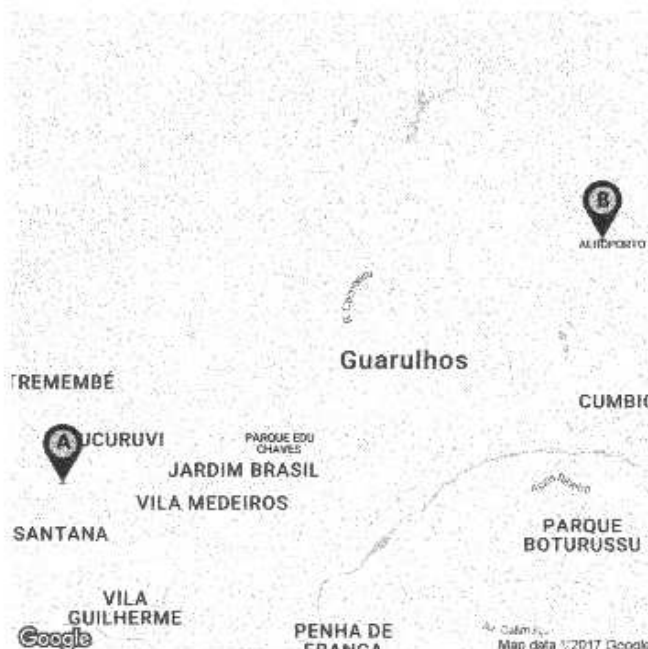 B
AEROPORTO
Guarulhos
TREMEMBÉ
CUMBIC
A
UCURUVI
PARQUE EDU
CHAVES
JARDIM BRASIL
VILA MEDEIROS
SANTANA
PARQUE
BOTURUSSU
VILA
GUILHERME
PENHA DE
FRANÇA
Google
Map data ©2017 Google